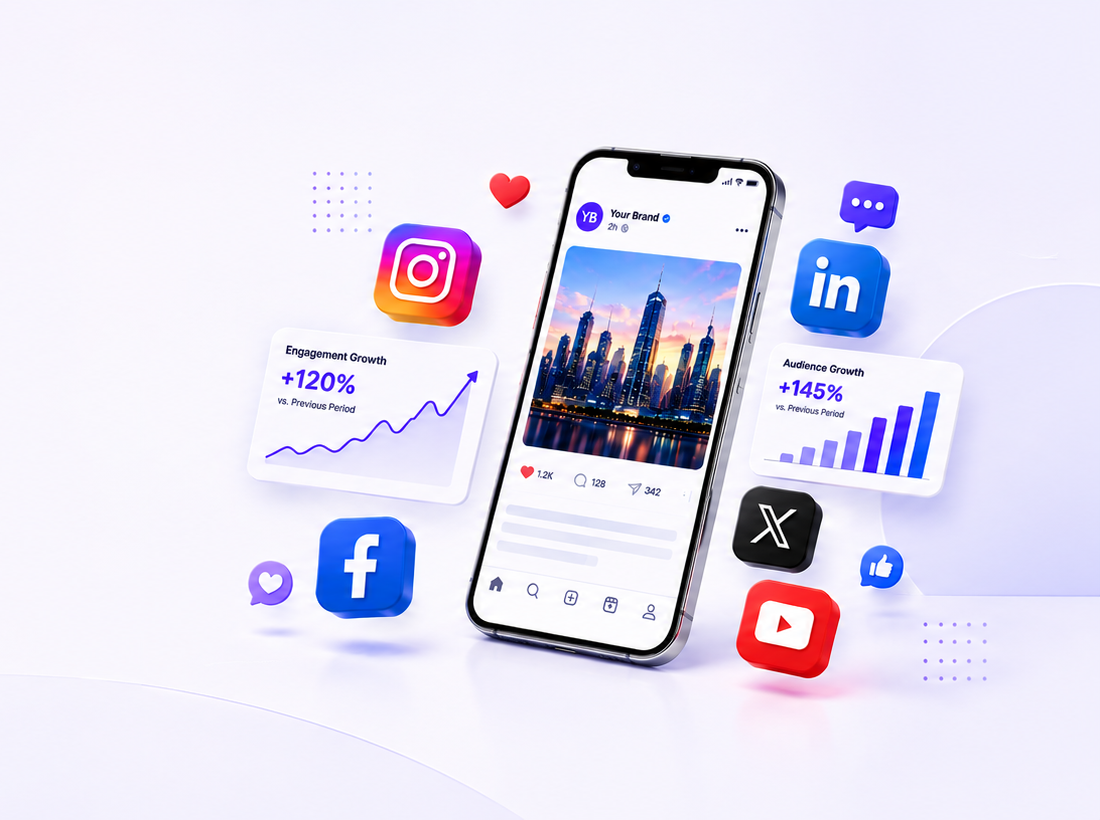 YB
Your Brand
2h
Engagement Growth
+120%
vs. Previous Period
in
Audience Growth
+145%
vs. Previous Period
1.2K
128
342
f
X